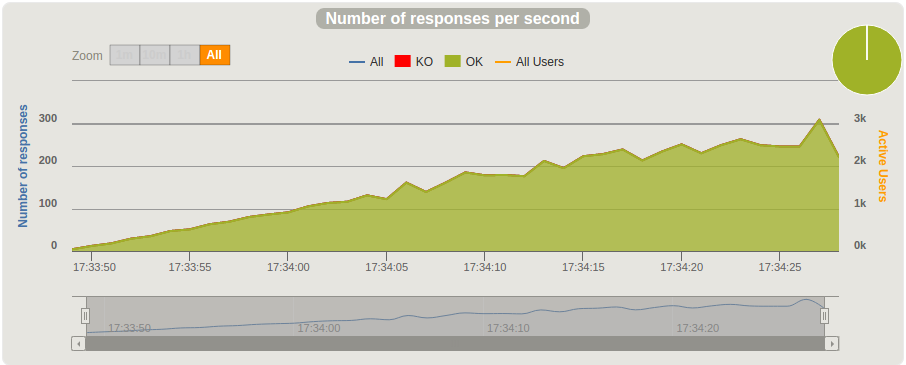 Number of responses per second
Zoom 1m 10m 1h All
All KO OK All Users
Number of responses
300
200
100
0
3k
2k
1k
0k
Active Users
17:33:50 17:33:55 17:34:00 17:34:05 17:34:10 17:34:15 17:34:20 17:34:25
17:33:50 17:34:00 17:34:10 17:34:20